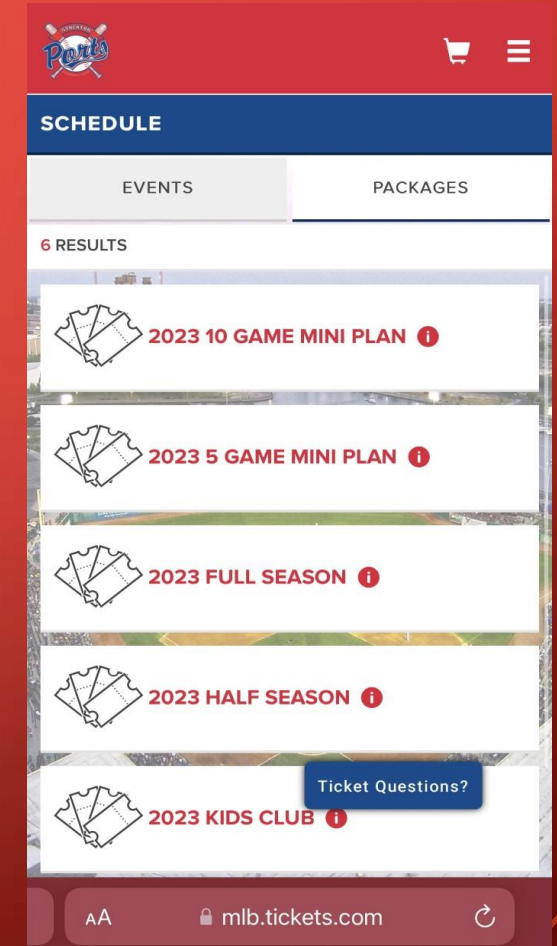 STOCKTON
Ports
SCHEDULE
EVENTS
PACKAGES
6 RESULTS
2023 10 GAME MINI PLAN
2023 5 GAME MINI PLAN
2023 FULL SEASON
2023 HALF SEASON
Ticket Questions?
2023 KIDS CLUB
AA
mlb.tickets.com